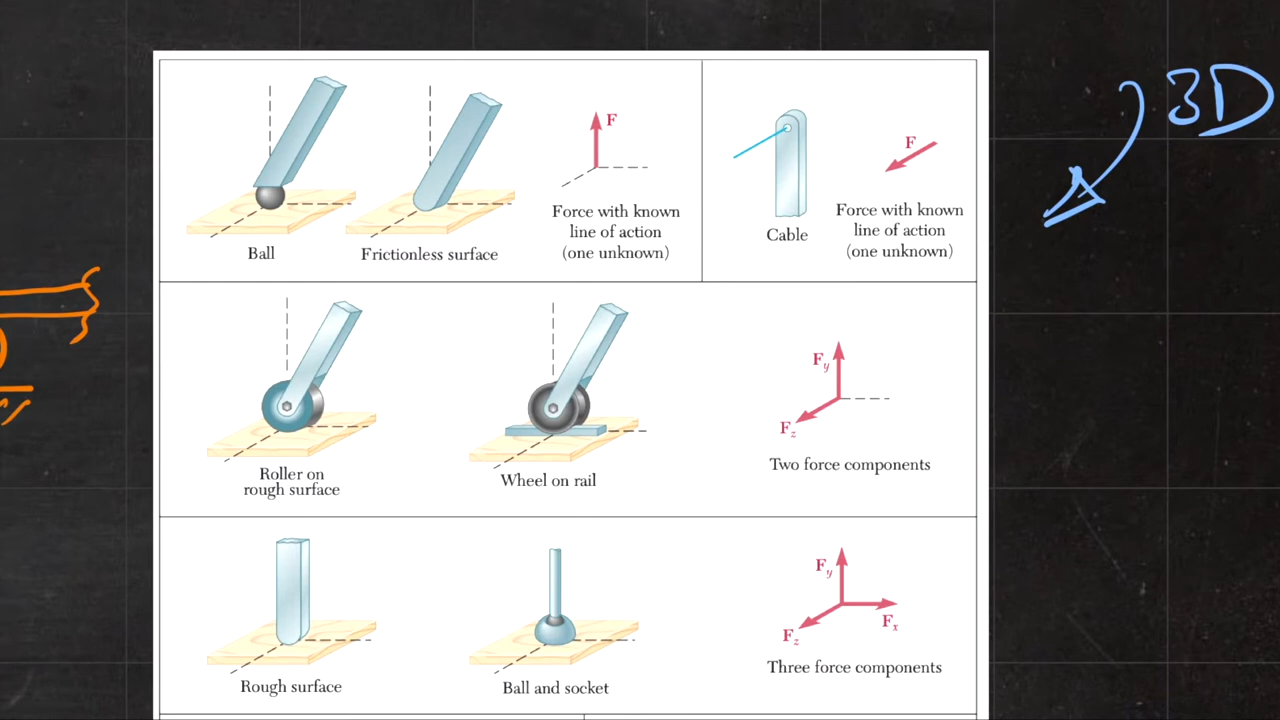 3D
F
Force with known
line of action
(one unknown)
Ball
Frictionless surface
F
Force with known
line of action
(one unknown)
Cable
Fy
Fz
Two force components
Roller on
rough surface
Wheel on rail
Fy
Fx
Fz
Three force components
Rough surface
Ball and socket